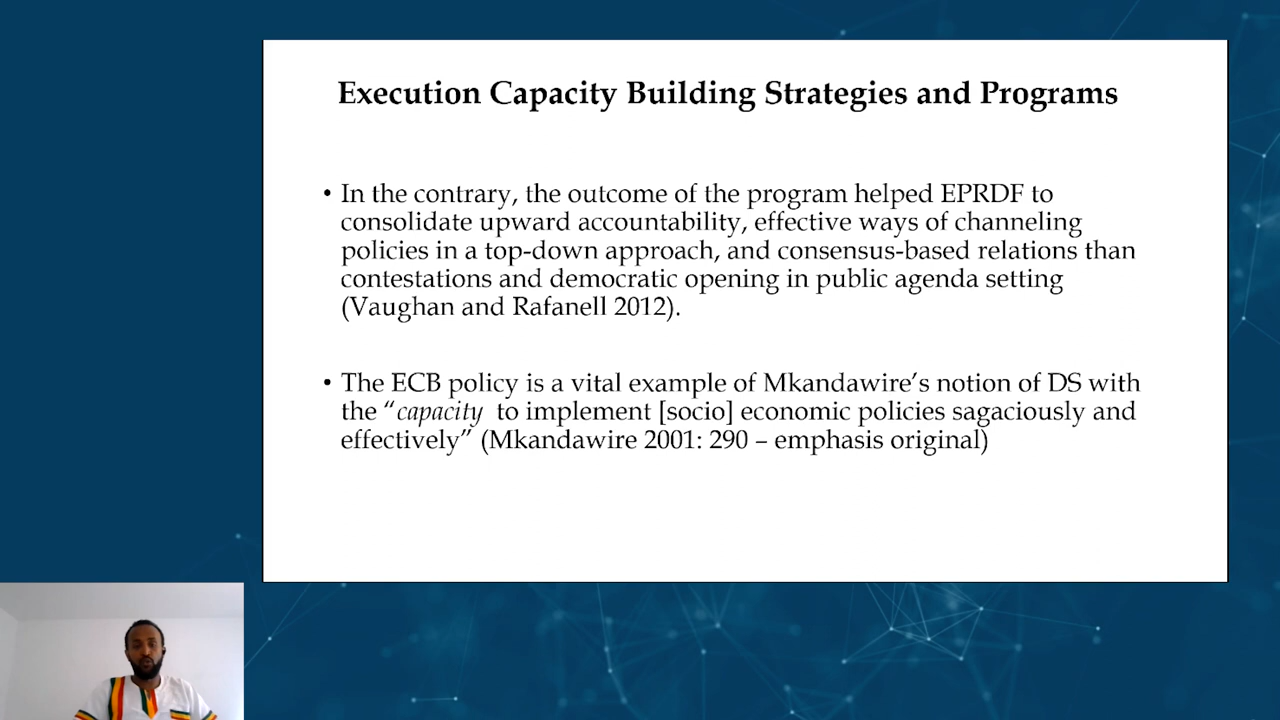 Execution Capacity Building Strategies and Programs
• In the contrary, the outcome of the program helped EPRDF to
consolidate upward accountability, effective ways of channeling
policies in a top-down approach, and consensus-based relations than
contestations and democratic opening in public agenda setting
(Vaughan and Rafanell 2012).
• The ECB policy is a vital example of Mkandawire’s notion of DS with
the “capacity to implement [socio] economic policies sagaciously and
effectively” (Mkandawire 2001: 290 – emphasis original)